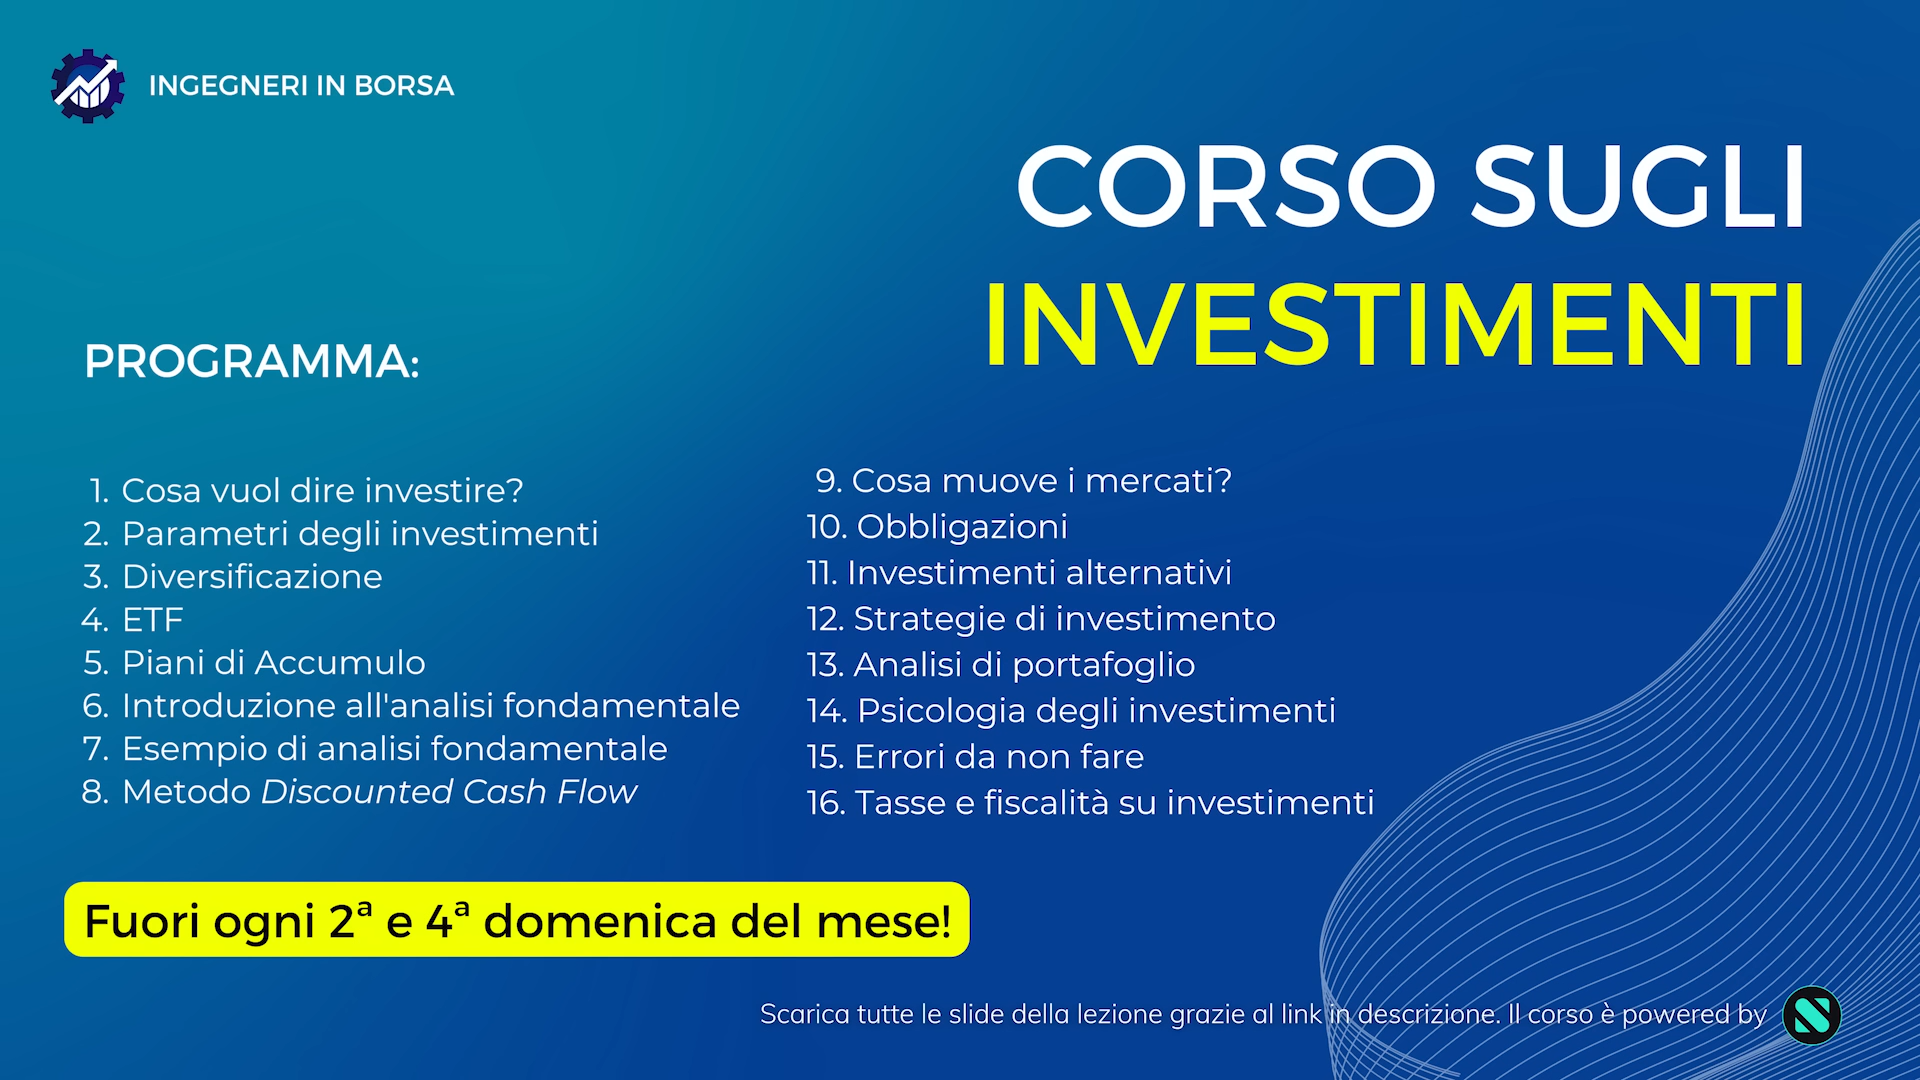 INGEGNERI IN BORSA
CORSO SUGLI
INVESTIMENTI
PROGRAMMA:
1. Cosa vuol dire investire?
2. Parametri degli investimenti
3. Diversificazione
4. ETF
5. Piani di Accumulo
6. Introduzione all'analisi fondamentale
7. Esempio di analisi fondamentale
8. Metodo Discounted Cash Flow
9. Cosa muove i mercati?
10. Obbligazioni
11. Investimenti alternativi
12. Strategie di investimento
13. Analisi di portafoglio
14. Psicologia degli investimenti
15. Errori da non fare
16. Tasse e fiscalità su investimenti
Fuori ogni 2ª e 4ª domenica del mese!
Scarica tutte le slide della lezione grazie al link in descrizione. Il corso è powered by